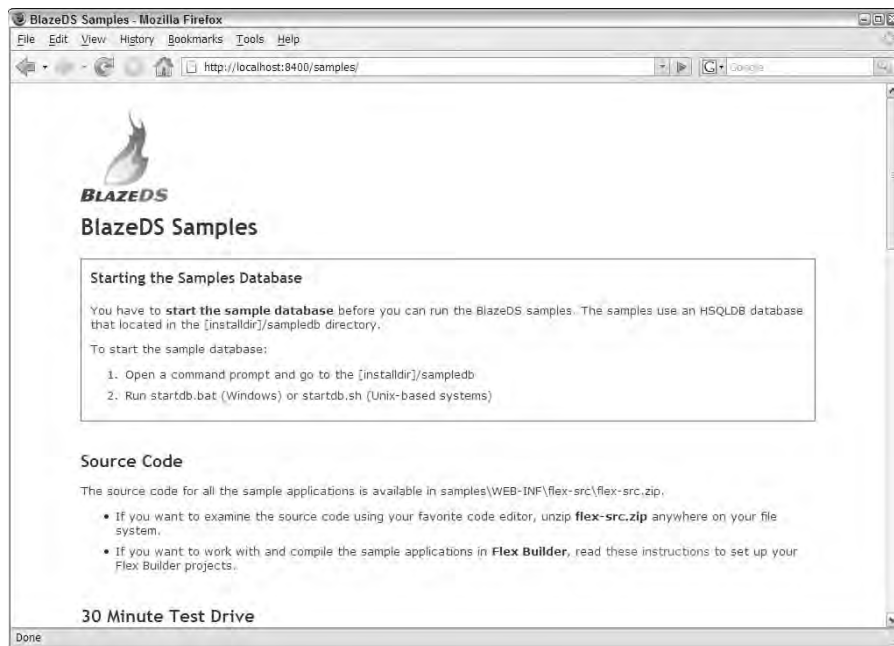 BlazeDS Samples - Mozilla Firefox
File Edit View History Bookmarks Tools Help
http://localhost:8400/samples/
G Google
BLAZEDS
BlazeDS Samples
Starting the Samples Database
You have to start the sample database before you can run the BlazeDS samples. The samples use an HSQLDB database
that located in the [installdir]/sampledb directory.
To start the sample database:
1. Open a command prompt and go to the [installdir]/sampledb
2. Run startdb.bat (Windows) or startdb.sh (Unix-based systems)
Source Code
The source code for all the sample applications is available in samples\WEB-INF\flex-src\flex-src.zip.
• If you want to examine the source code using your favorite code editor, unzip flex-src.zip anywhere on your file
system.
• If you want to work with and compile the sample applications in Flex Builder, read these instructions to set up your
Flex Builder projects.
30 Minute Test Drive
Done